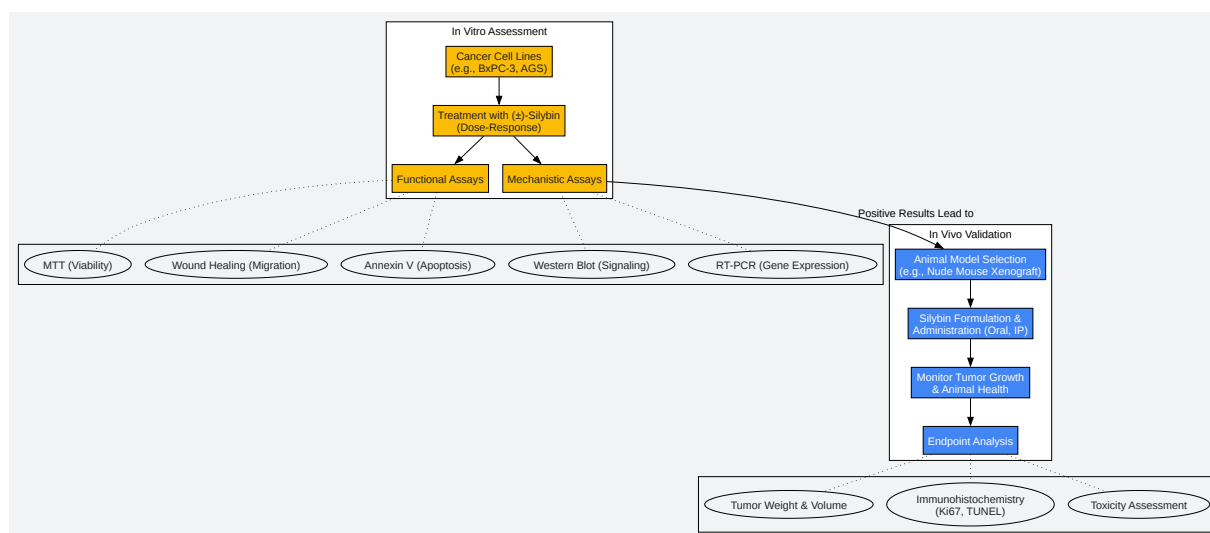 In Vitro Assessment
Cancer Cell Lines
(e.g., BxPC-3, AGS)
Treatment with (±)-Silybin
(Dose-Response)
Functional Assays
Mechanistic Assays
Positive Results Lead to
MTT (Viability)
Wound Healing (Migration)
Annexin V (Apoptosis)
Western Blot (Signaling)
RT-PCR (Gene Expression)
In Vivo Validation
Animal Model Selection
(e.g., Nude Mouse Xenograft)
Silybin Formulation &
Administration (Oral, IP)
Monitor Tumor Growth
& Animal Health
Endpoint Analysis
Tumor Weight & Volume
Immunohistochemistry
(Ki67, TUNEL)
Toxicity Assessment